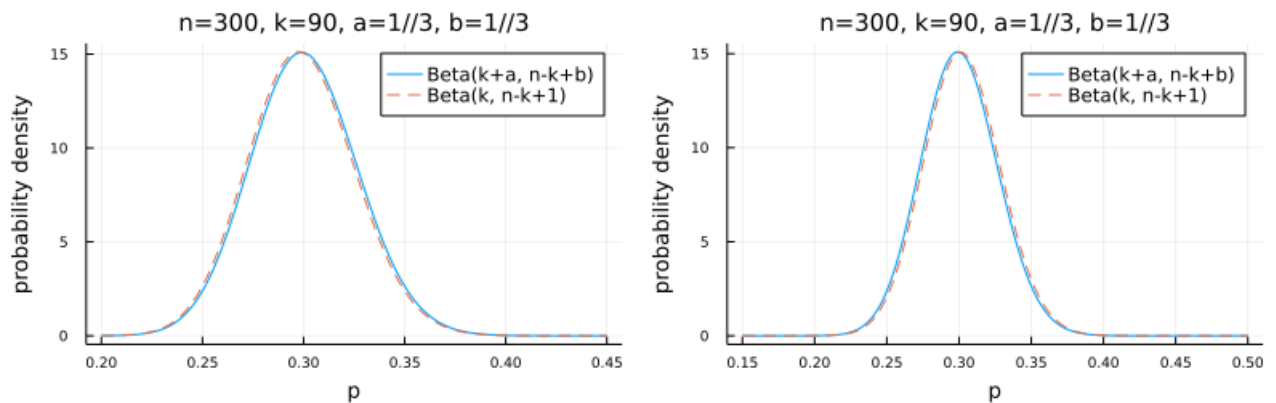 n=300, k=90, a=1//3, b=1//3
15
10
5
0
probability density
Beta(k+a, n-k+b)
Beta(k, n-k+1)
0.20 0.25 0.30 0.35 0.40 0.45
p
n=300, k=90, a=1//3, b=1//3
15
10
5
0
probability density
Beta(k+a, n-k+b)
Beta(k, n-k+1)
0.15 0.20 0.25 0.30 0.35 0.40 0.45 0.50
p